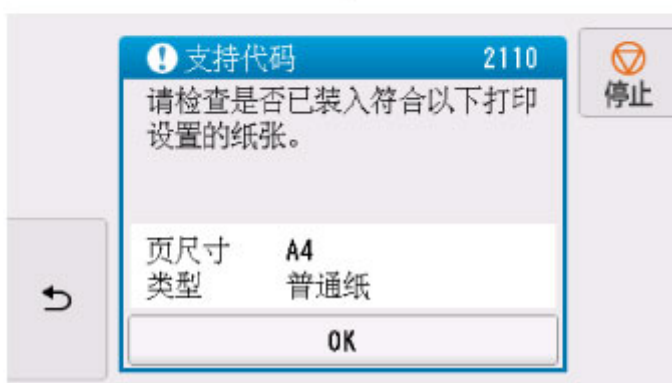 支持代码 2110
停止
请检查是否已装入符合以下打印
设置的纸张。
页尺寸 A4
类型 普通纸
OK